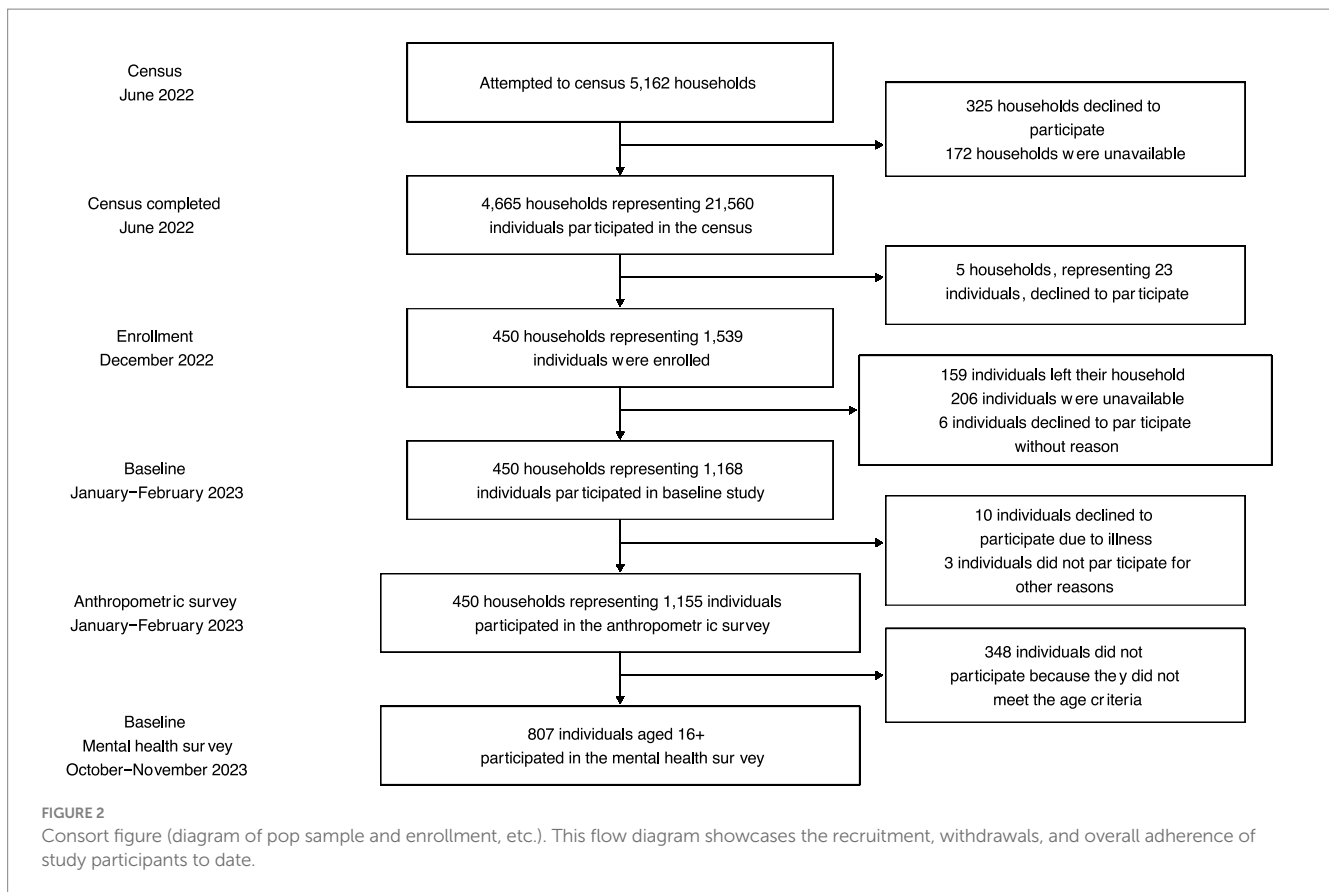 Census
June 2022
Attempted to census 5,162 households
325 households declined to
participate
172 households were unavailable
Census completed
June 2022
4,665 households representing 21,560
individuals participated in the census
5 households, representing 23
individuals, declined to participate
Enrollment
December 2022
450 households representing 1,539
individuals were enrolled
159 individuals left their household
206 individuals were unavailable
6 individuals declined to participate
without reason
Baseline
January–February 2023
450 households representing 1,168
individuals participated in baseline study
10 individuals declined to
participate due to illness
3 individuals did not participate for
other reasons
Anthropometric survey
January–February 2023
450 households representing 1,155 individuals
participated in the anthropometric survey
348 individuals did not
participate because they did not
meet the age criteria
Baseline
Mental health survey
October–November 2023
807 individuals aged 16+
participated in the mental health survey
FIGURE 2
Consort figure (diagram of pop sample and enrollment, etc.). This flow diagram showcases the recruitment, withdrawals, and overall adherence of
study participants to date.